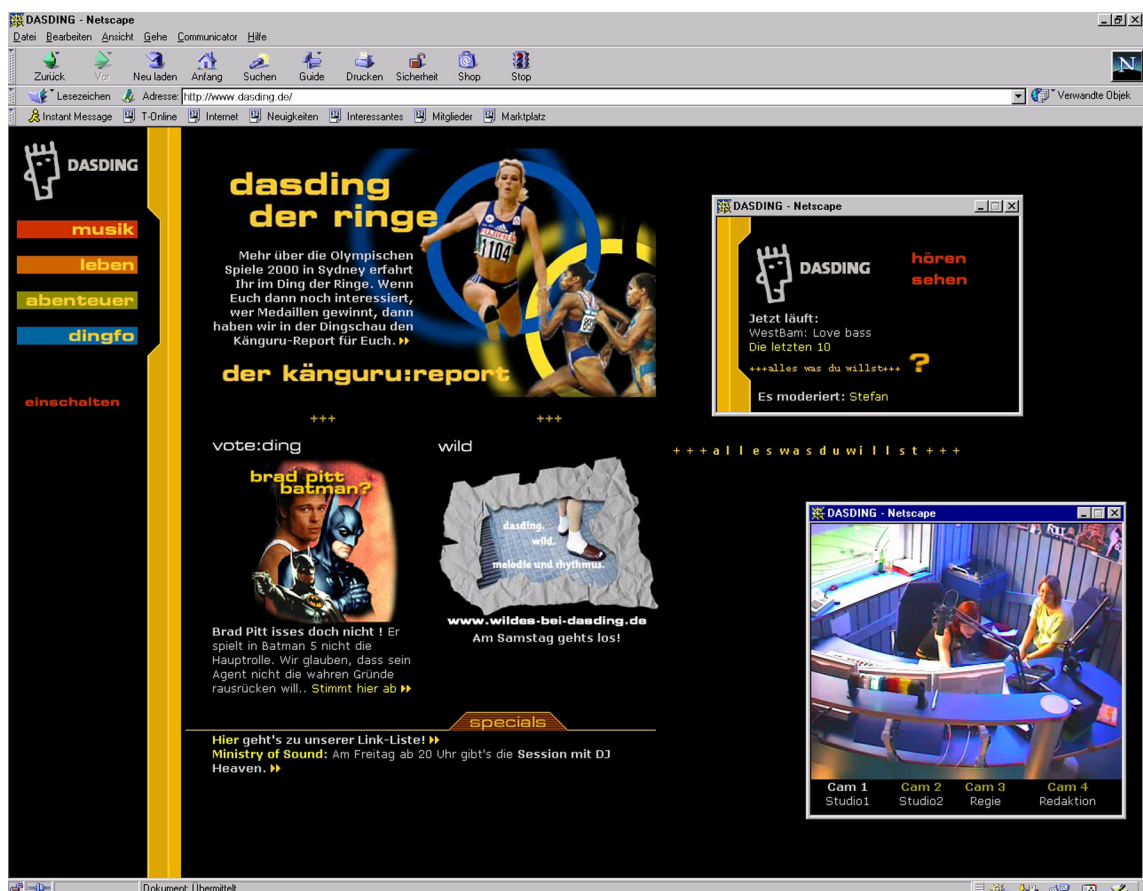 DASDING - Netscape
Datei Bearbeiten Ansicht Gehe Communicator Hilfe
Zurück Vor Neu laden Anfang Suchen Guide Drucken Sicherheit Shop Stop
N
Lesezeichen Adresse: http://www.dasding.de/ Verwandte Objek
Instant Message T-Online Internet Neuigkeiten Interessantes Mitglieder Marktplatz
DASDING
musik
leben
abenteuer
dingfo
einschalten
dasding
der ringe
1104
Mehr über die Olympischen
Spiele 2000 in Sydney erfahrt
Ihr im Ding der Ringe. Wenn
Euch dann noch interessiert,
wer Medaillen gewinnt, dann
haben wir in der Dingschau den
Känguru-Report für Euch.
der känguru:report
+++ +++
vote:ding
brad pitt
batman?
Brad Pitt isses doch nicht ! Er
spielt in Batman 5 nicht die
Hauptrolle. Wir glauben, dass sein
Agent nicht die wahren Gründe
rausrücken will.. Stimmt hier ab
wild
dasding.
wild.
melodie und rhythmus.
www.wildes-bei-dasding.de
Am Samstag gehts los!
specials
Hier geht's zu unserer Link-Liste!
Ministry of Sound: Am Freitag ab 20 Uhr gibt's die Session mit DJ
Heaven.
DASDING - Netscape
DASDING
hören
sehen
Jetzt läuft:
WestBam: Love bass
Die letzten 10
+++alles was du willst+++ ?
Es moderiert: Stefan
+++alleswasduwillst+++
DASDING - Netscape
Cam 1 Cam 2 Cam 3 Cam 4
Studio1 Studio2 Regie Redaktion
Dokument: Übermittelt